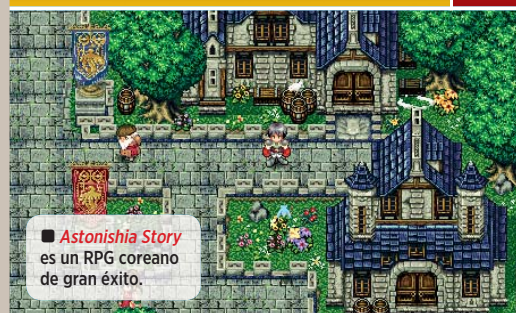 ■ Astonishia Story
es un RPG coreano
de gran éxito.